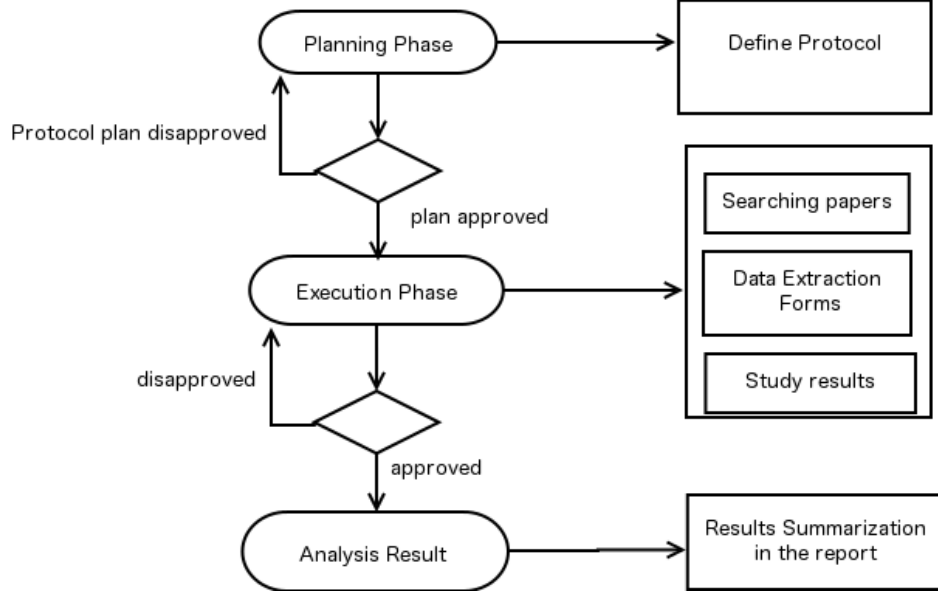 Planning Phase
Define Protocol
Protocol plan disapproved
plan approved
Searching papers
Data Extraction
Forms
Execution Phase
Study results
disapproved
approved
Results Summarization
in the report
Analysis Result